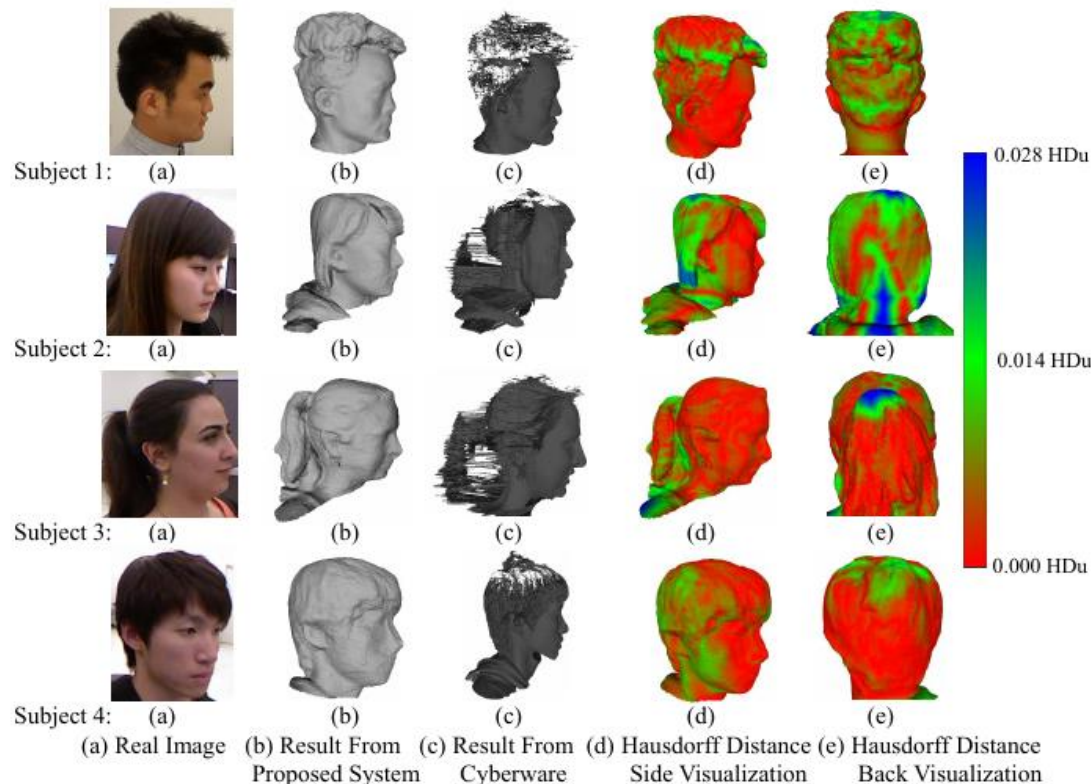 0.028 HDu
Subject 1: (a) (b) (c) (d) (e)
Subject 2: (a) (b) (c) (d) (e)
0.014 HDu
Subject 3: (a) (b) (c) (d) (e)
0.000 HDu
Subject 4: (a) (b) (c) (d) (e)
(a) Real Image (b) Result From (c) Result From (d) Hausdorff Distance (e) Hausdorff Distance
Proposed System Cyberware Side Visualization Back Visualization